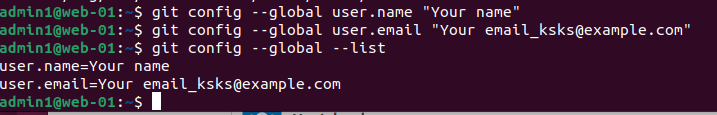 admin1@web-01:~$ git config --global user.name "Your name"
admin1@web-01:~$ git config --global user.email "Your email_ksks@example.com"
admin1@web-01:~$ git config --global --list
user.name=Your name
user.email=Your email_ksks@example.com
admin1@web-01:~$